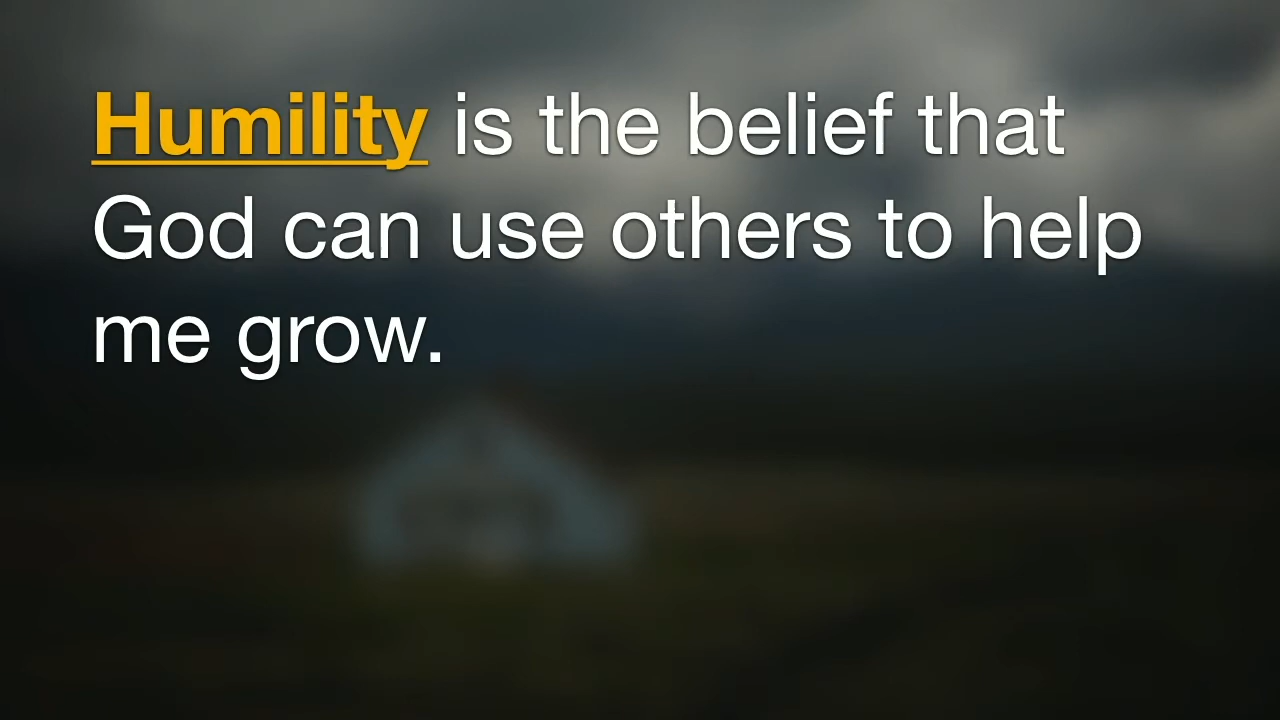 Humility is the belief that
God can use others to help
me grow.